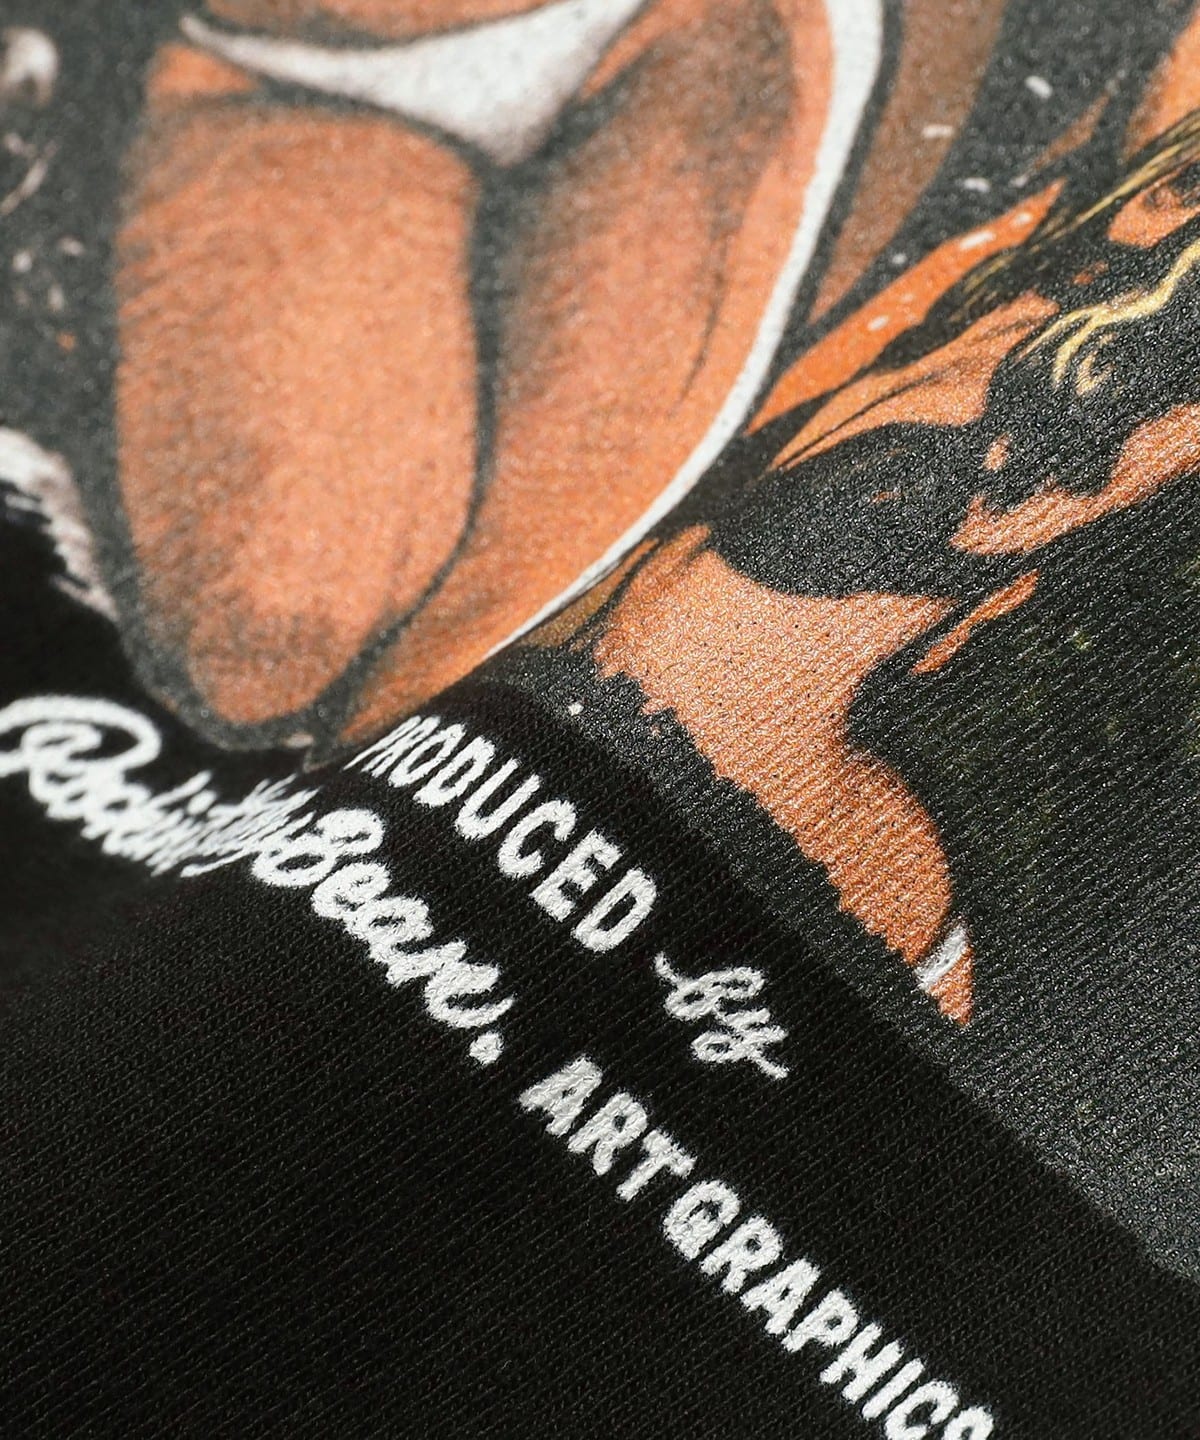 PRODUCED by
Bean.
ART GRAPHICS